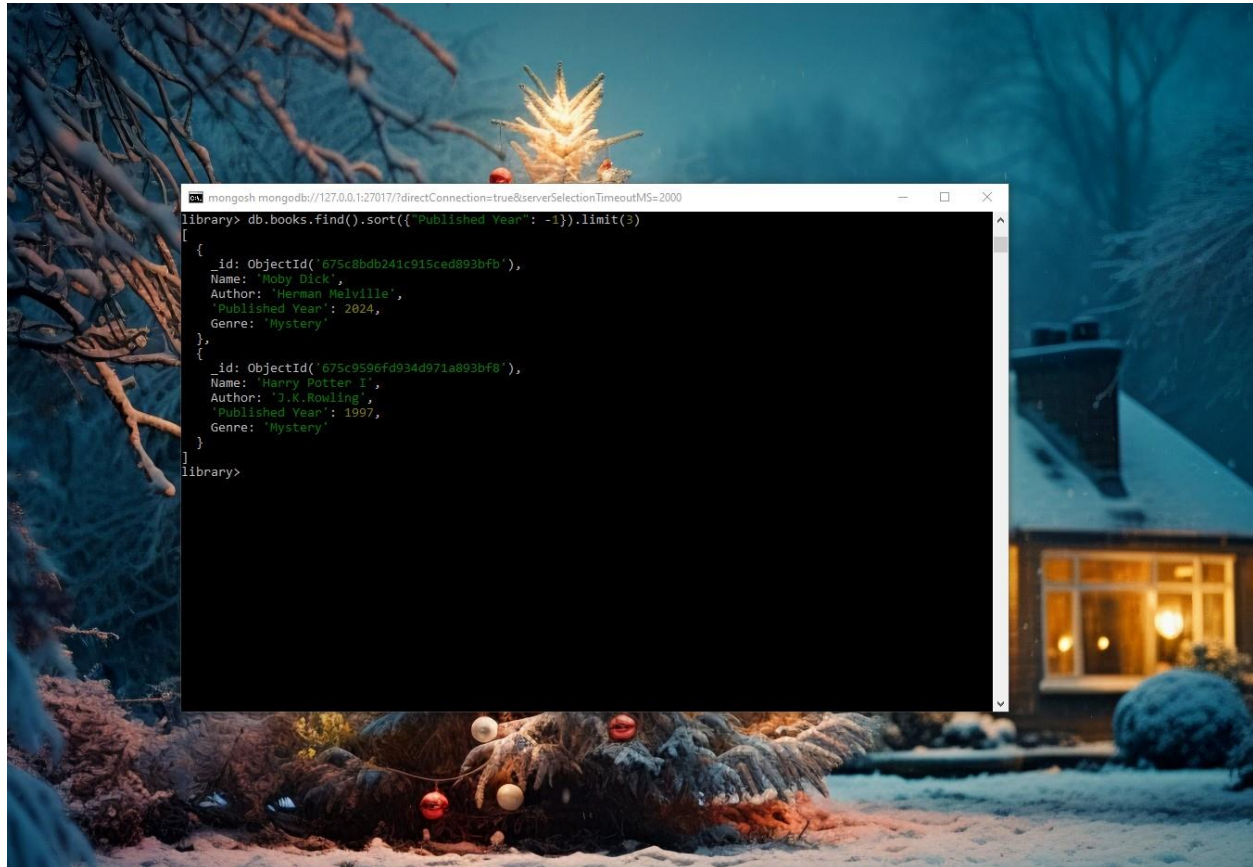 mongosh mongodb://127.0.0.1:27017/?directConnection=true&serverSelectionTimeoutMS=2000
library> db.books.find().sort({"Published Year": -1}).limit(3)
[
  {
    _id: ObjectId('675c8bdb241c915ced893bfb'),
    Name: 'Moby Dick',
    Author: 'Herman Melville',
    'Published Year': 2024,
    Genre: 'Mystery'
  },
  {
    _id: ObjectId('675c9596fd934d971a893bf8'),
    Name: 'Harry Potter I',
    Author: 'J.K.Rowling',
    'Published Year': 1997,
    Genre: 'Mystery'
  }
]
library>